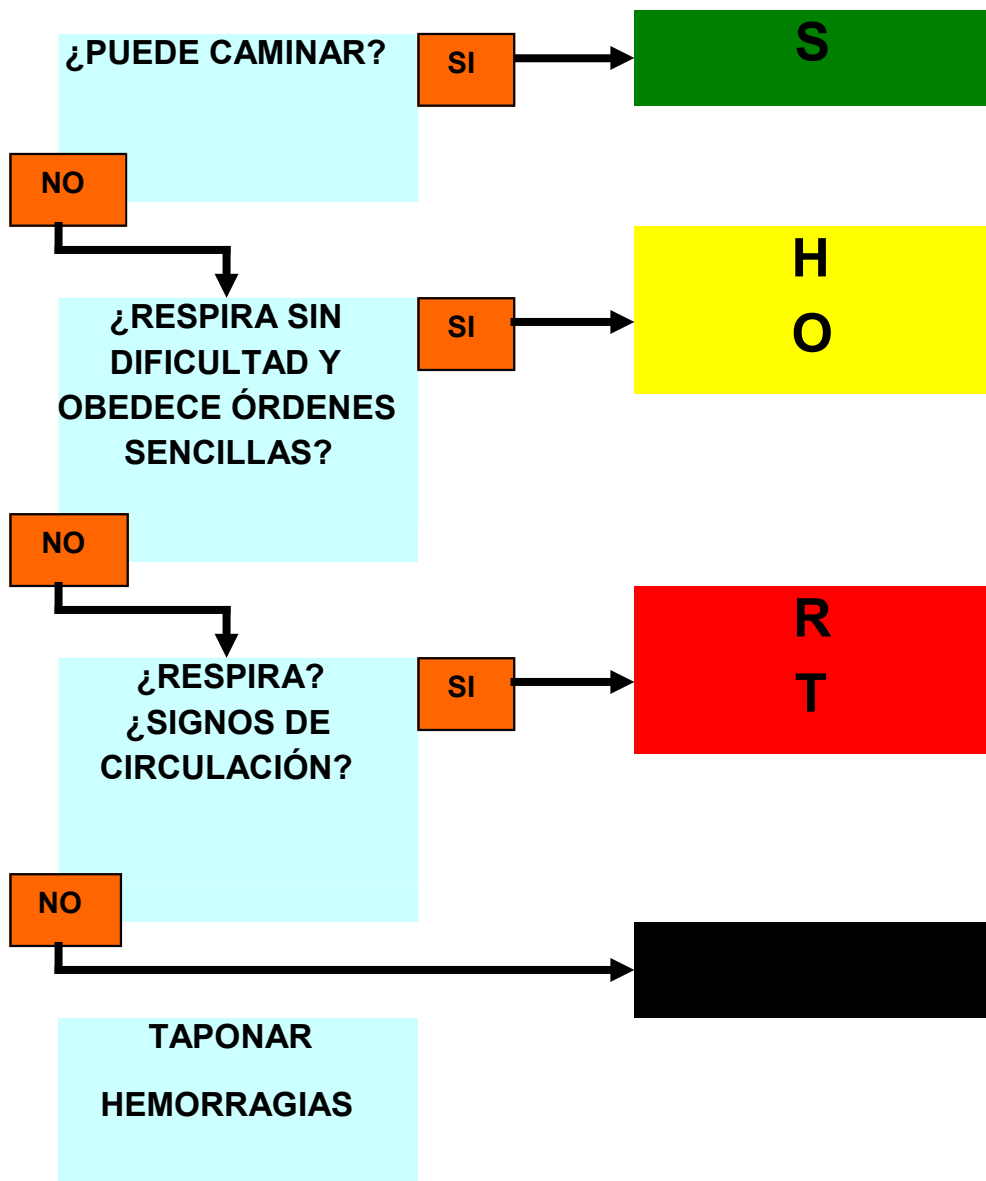 ¿PUEDE CAMINAR?
SI
S
NO
¿RESPIRA SIN
DIFICULTAD Y
OBEDECE ÓRDENES
SENCILLAS?
SI
H
O
NO
¿RESPIRA?
¿SIGNOS DE
CIRCULACIÓN?
SI
R
T
NO
TAPONAR
HEMORRAGIAS